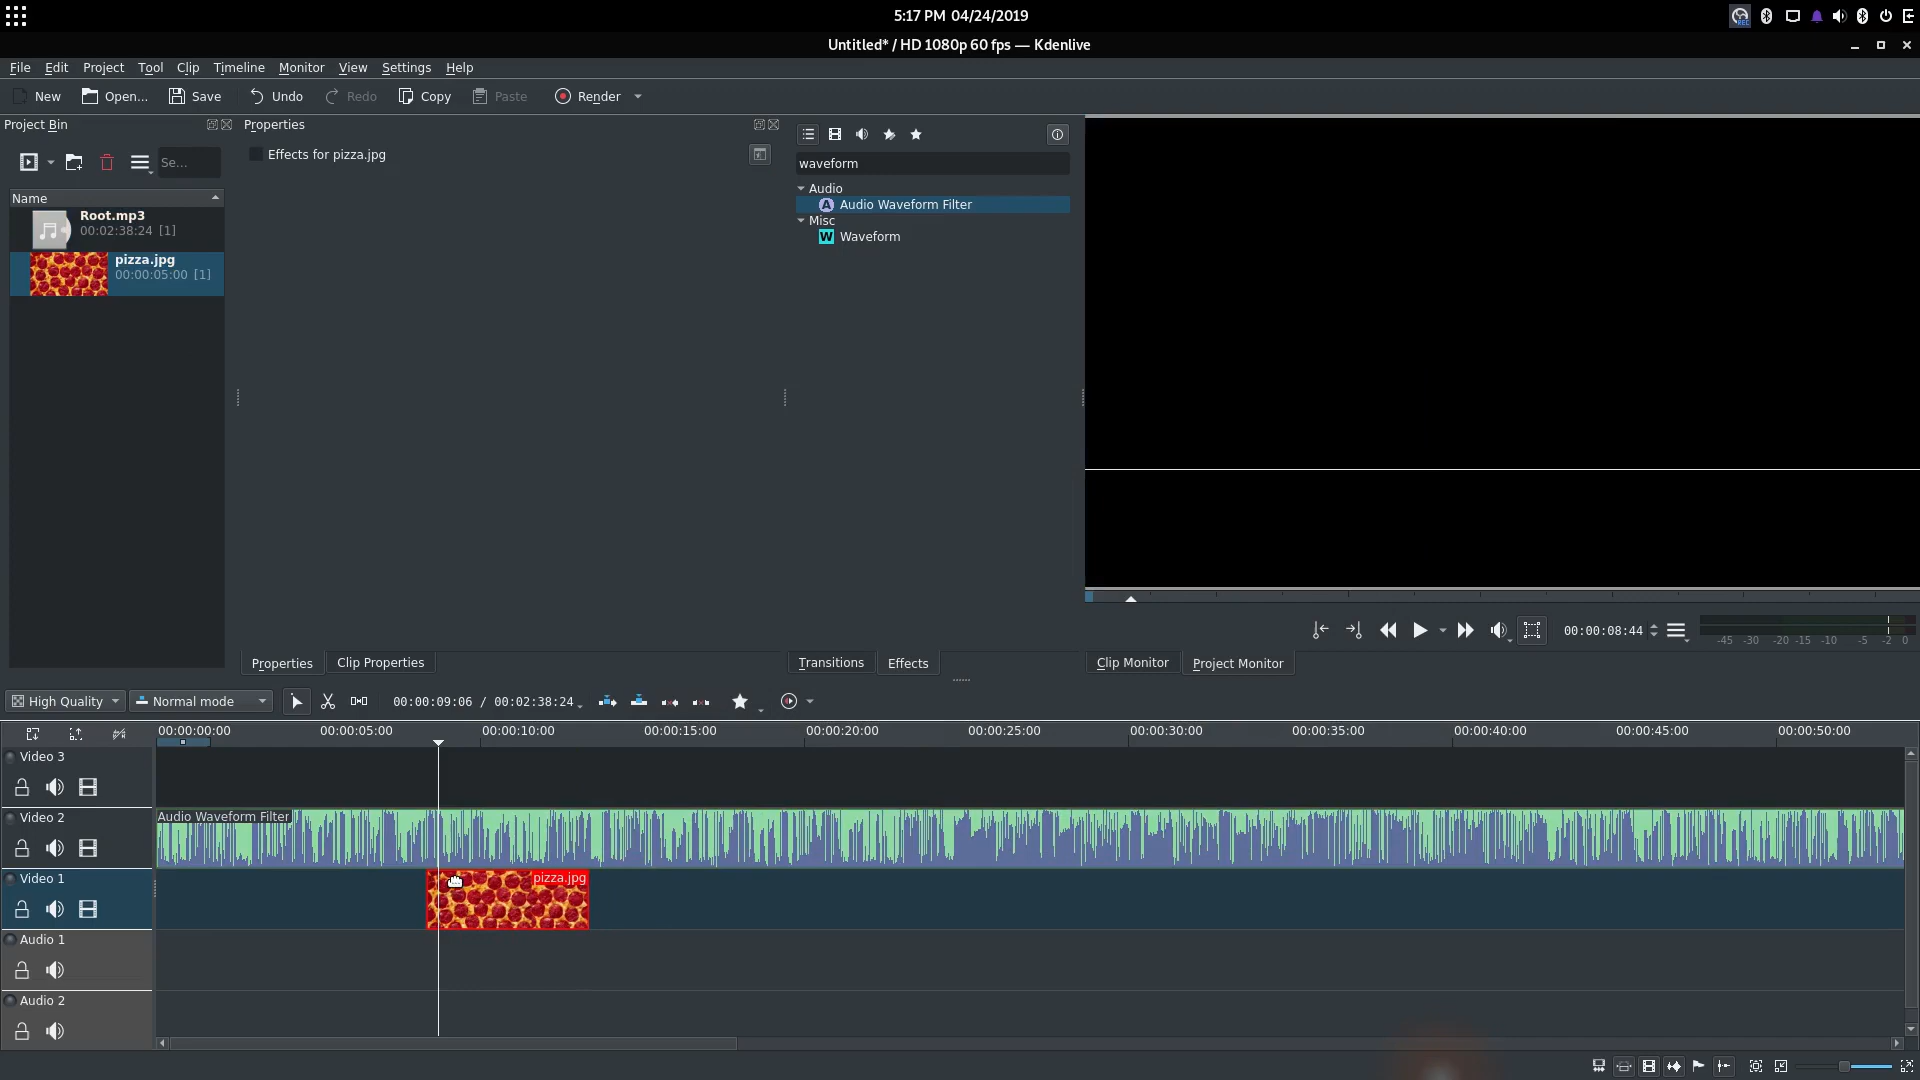 5:17 PM 04/24/2019
Untitled* / HD 1080p 60 fps — Kdenlive
File Edit Project Tool Clip Timeline Monitor View Settings Help
New Open... Save Undo Redo Copy Paste Render
Project Bin
Properties
Se...
Effects for pizza.jpg
waveform
Name
Root.mp3
00:02:38:24 [1]
pizza.jpg
00:00:05:00 [1]
Audio
Audio Waveform Filter
Misc
Waveform
00:00:08:44
-45 -30 -20 -15 -10 -5 -2 0
Properties Clip Properties
Transitions Effects
Clip Monitor Project Monitor
High Quality Normal mode 00:00:09:06 / 00:02:38:24
00:00:00:00 00:00:05:00 00:00:10:00 00:00:15:00 00:00:20:00 00:00:25:00 00:00:30:00 00:00:35:00 00:00:40:00 00:00:45:00 00:00:50:00
Video 3
Video 2
Audio Waveform Filter
Video 1
pizza.jpg
Audio 1
Audio 2